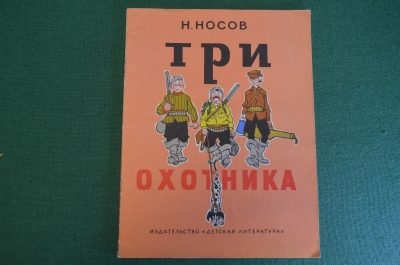 Н. НОСОВ
ТРИ
ОХОТНИКА
ИЗДАТЕЛЬСТВО «ДЕТСКАЯ ЛИТЕРАТУРА»